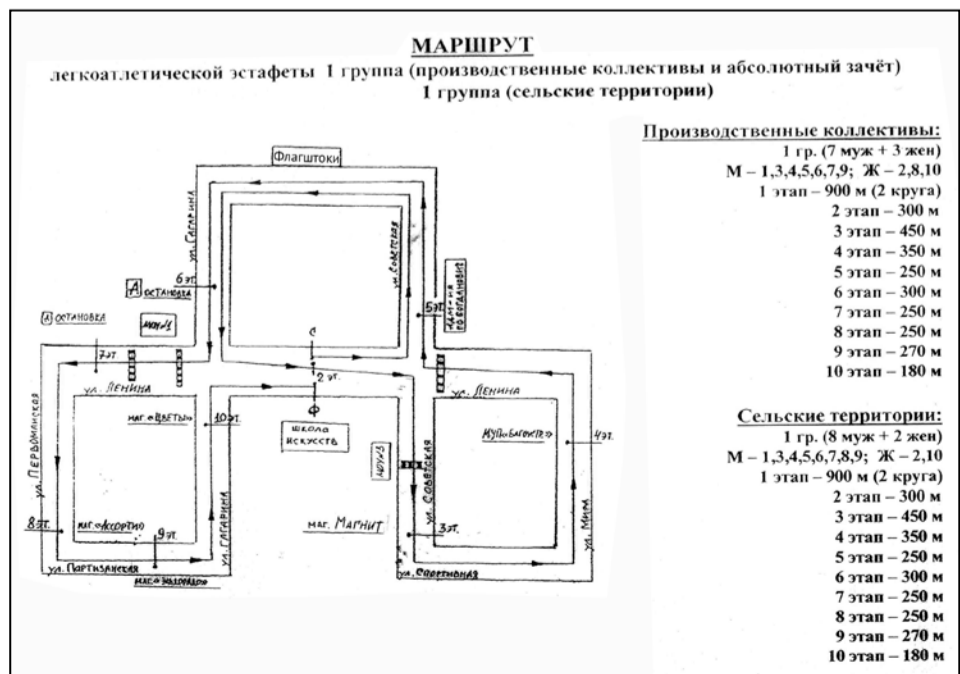 МАРШРУТ
легкоатлетической эстафеты 1 группа (производственные коллективы и абсолютный зачёт)
1 группа (сельские территории)
Производственные коллективы:
1 гр. (7 муж + 3 жен)
М – 1,3,4,5,6,7,9; Ж – 2,8,10
1 этап – 900 м (2 круга)
2 этап – 300 м
3 этап – 450 м
4 этап – 350 м
5 этап – 250 м
6 этап – 300 м
7 этап – 250 м
8 этап – 250 м
9 этап – 270 м
10 этап – 180 м
Сельские территории:
1 гр. (8 муж + 2 жен)
М – 1,3,4,5,6,7,8,9; Ж – 2,10
1 этап – 900 м (2 круга)
2 этап – 300 м
3 этап – 450 м
4 этап – 350 м
5 этап – 250 м
6 этап – 300 м
7 этап – 250 м
8 этап – 250 м
9 этап – 270 м
10 этап – 180 м
Флагштоки
ул. ГАГАРИНА
ул. СОВЕТСКАЯ
6 эт.
А ОСТАНОВКА
5 эт.
А ОСТАНОВКА
МОУ №1
7 эт.
С
2 эт.
Ф
ул. ЛЕНИНА
ул. ЛЕНИНА
ул. ПЕРВОМАЙСКАЯ
МАГ. «ЦВЕТЫ»
10 эт.
ШКОЛА
ИСКУССТВ
4 эт.
МОУ №3
ул. СОВЕТСКАЯ
ул. ГАГАРИНА
ул. МИРА
8 эт.
МАГ. «АССОРТИ»
9 эт.
МАГ. МАГНИТ
3 эт.
ул. ПАРТИЗАНСКАЯ
ул. СПОРТИВНАЯ